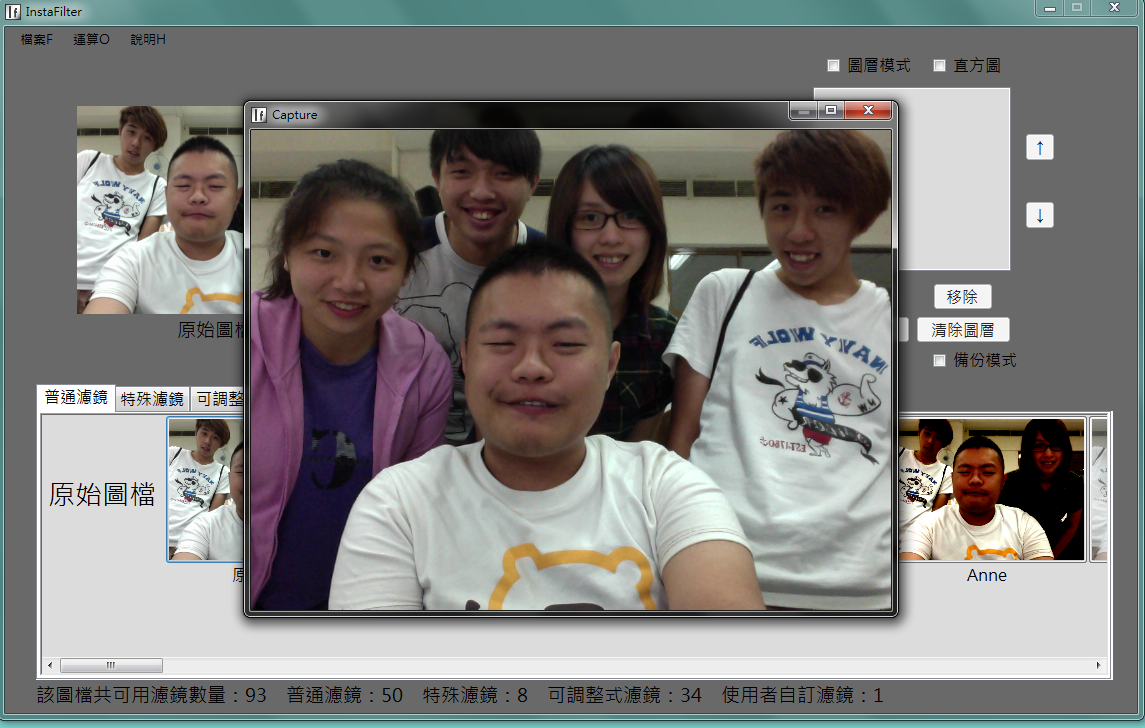 InstaFilter
檔案F 運算O 說明H
圖層模式 直方圖
Capture
↑
↓
移除
原始圖檔
清除圖層
備份模式
普通濾鏡 特殊濾鏡 可調整
NAVY WOLF
EST.1760
原始圖檔
Anne
該圖檔共可用濾鏡數量：93 普通濾鏡：50 特殊濾鏡：8 可調整式濾鏡：34 使用者自訂濾鏡：1